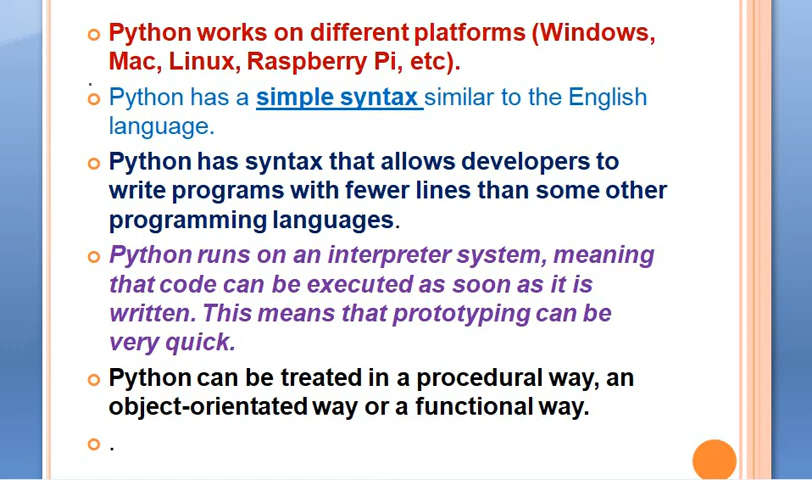 Python works on different platforms (Windows,
Mac, Linux, Raspberry Pi, etc).
Python has a simple syntax similar to the English
language.
Python has syntax that allows developers to
write programs with fewer lines than some other
programming languages.
Python runs on an interpreter system, meaning
that code can be executed as soon as it is
written. This means that prototyping can be
very quick.
Python can be treated in a procedural way, an
object-orientated way or a functional way.
.